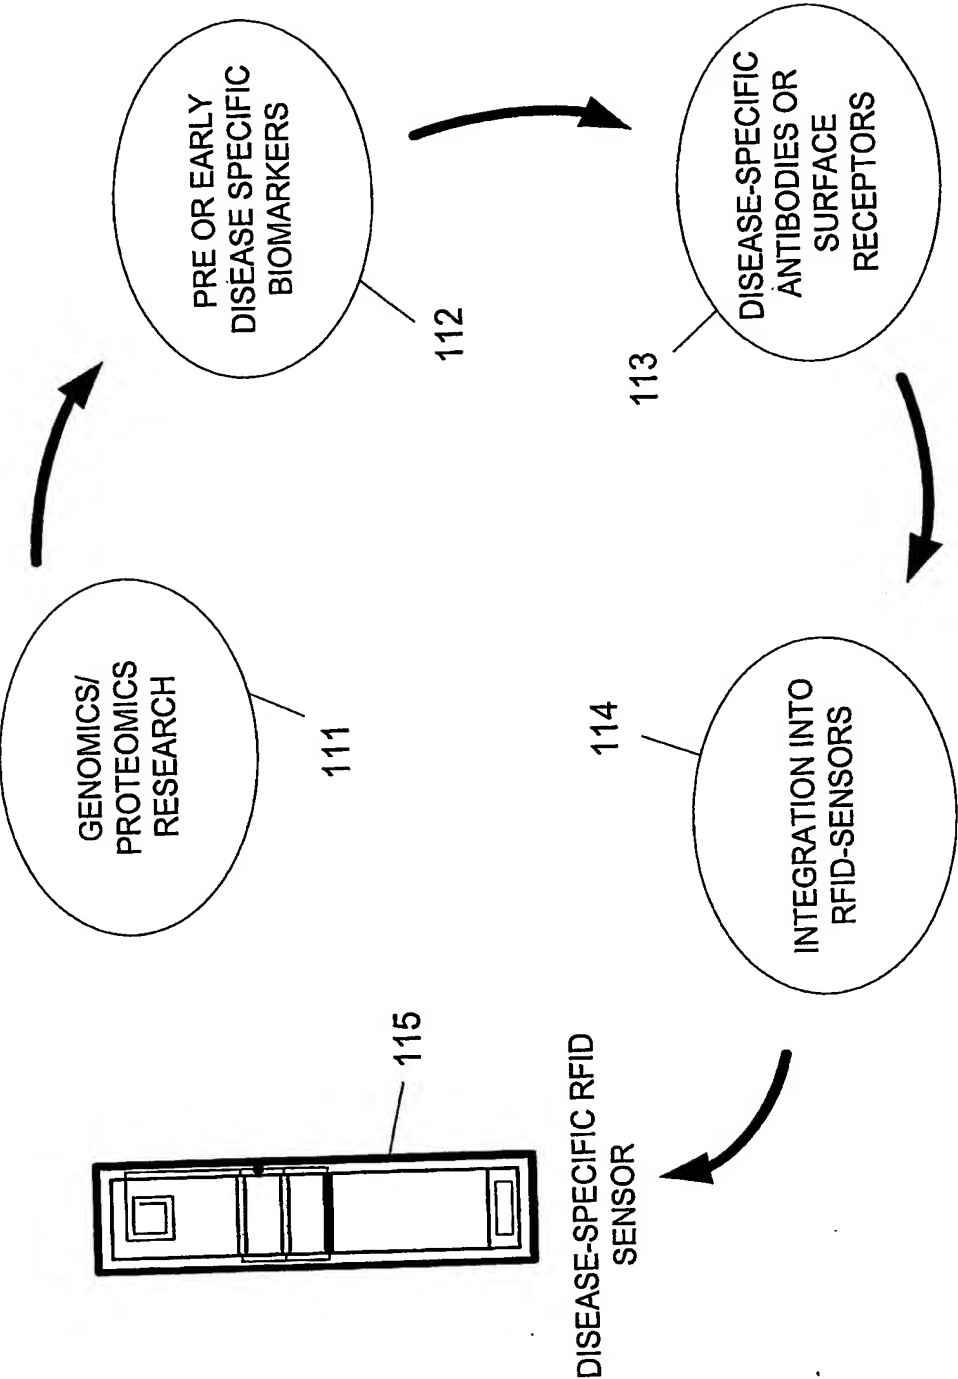 GENOMICS/
PROTEOMICS
RESEARCH
111
PRE OR EARLY
DISEASE SPECIFIC
BIOMARKERS
112
DISEASE-SPECIFIC
ANTIBODIES OR
SURFACE
RECEPTORS
113
INTEGRATION INTO
RFID-SENSORS
114
115
DISEASE-SPECIFIC RFID
SENSOR